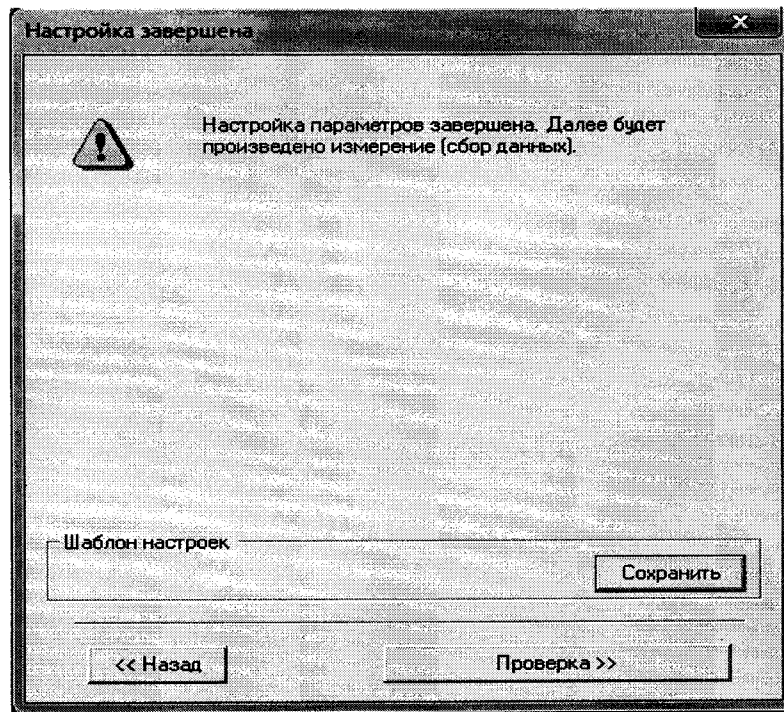 Настройка завершена
Настройка параметров завершена. Далее будет
произведено измерение (сбор данных).
Шаблон настроек
Сохранить
<< Назад
Проверка >>